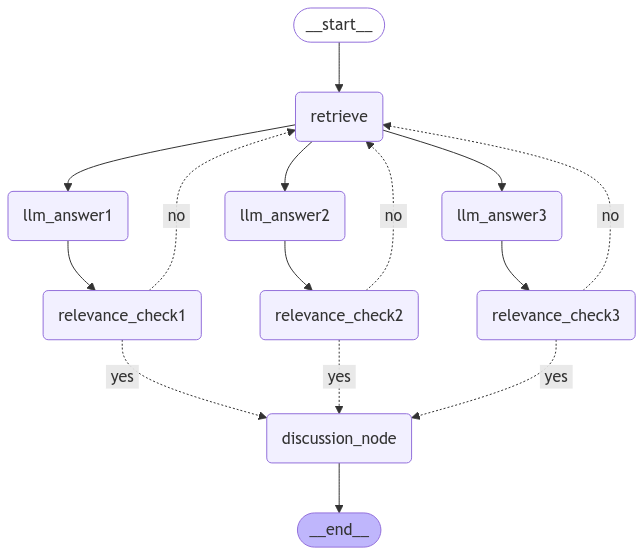 __start__
retrieve
llm_answer1
no
llm_answer2
no
llm_answer3
no
relevance_check1
relevance_check2
relevance_check3
yes
yes
yes
discussion_node
__end__